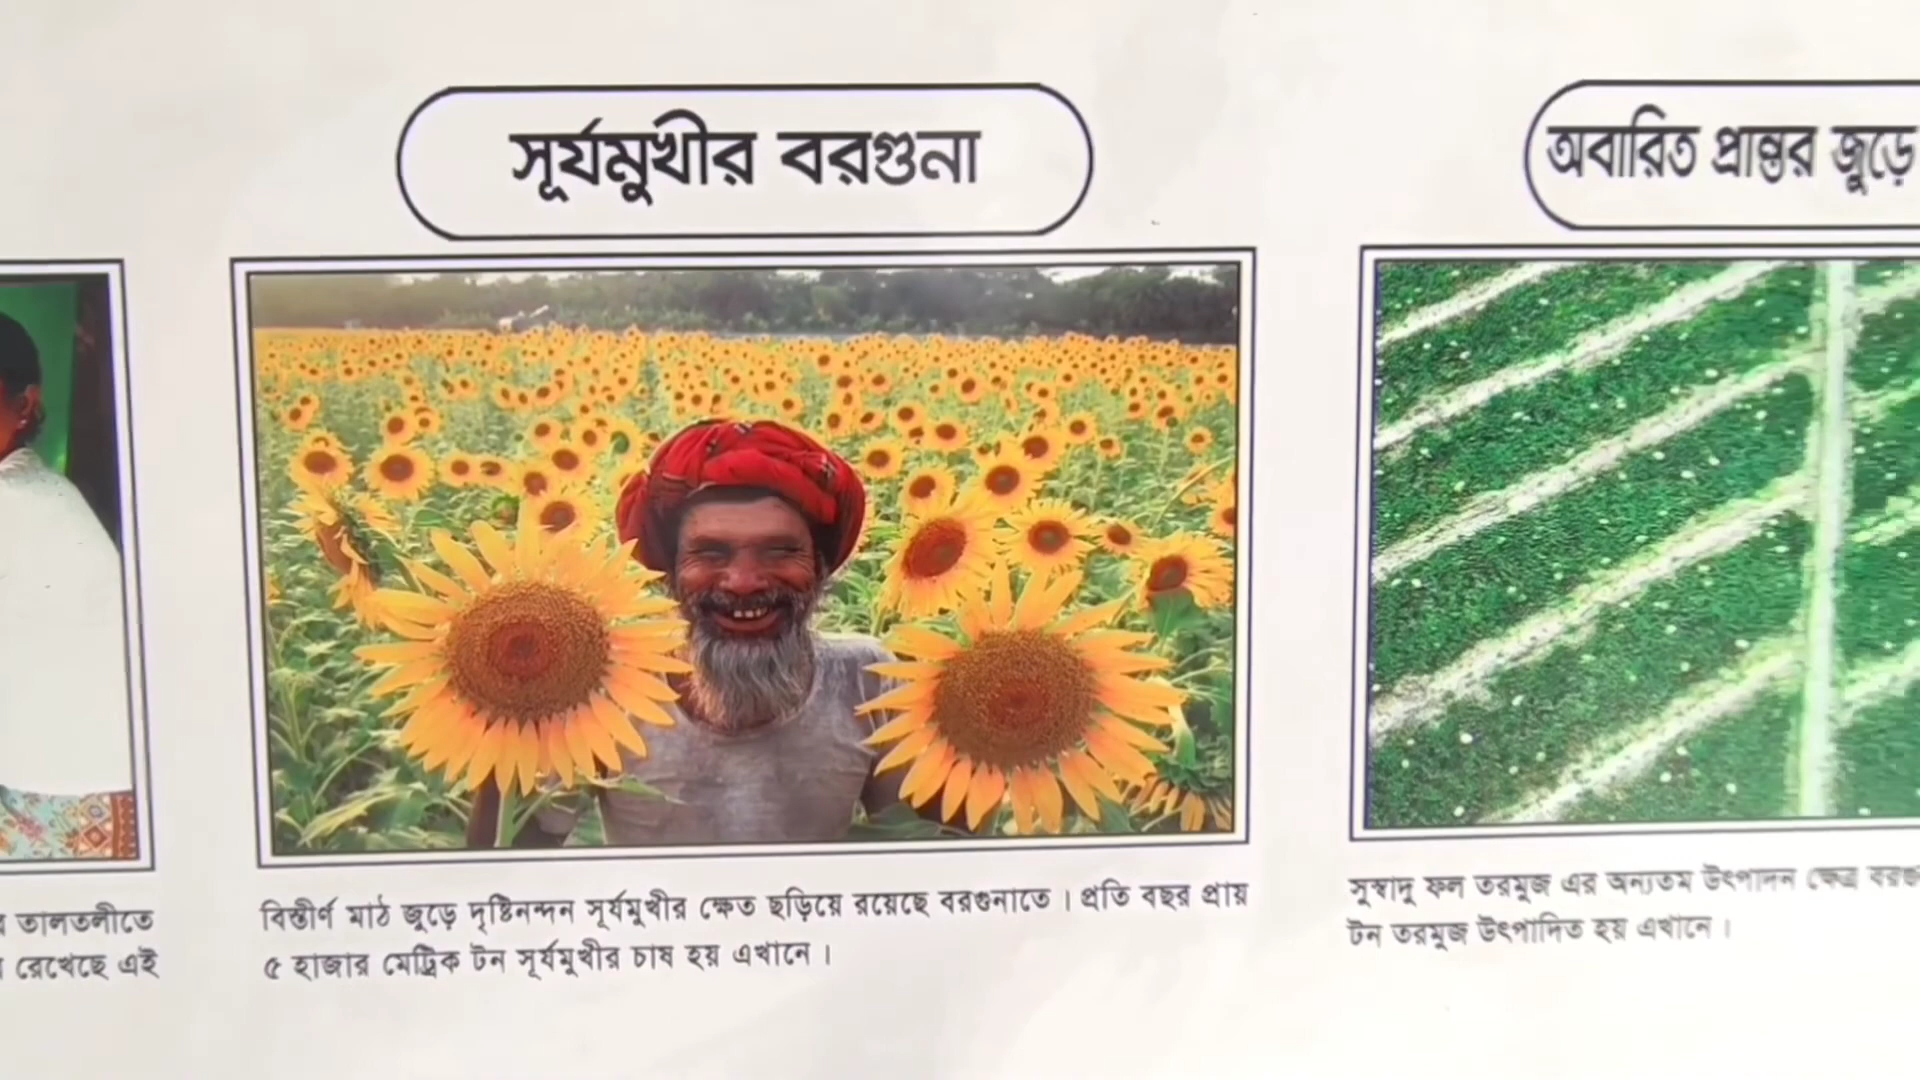 সূর্যমুখীর বরগুনা
অবারিত প্রান্তর জুড়ে
তালতলীতে
রেখেছে এই
বিস্তীর্ণ মাঠ জুড়ে দৃষ্টিনন্দন সূর্যমুখীর ক্ষেত ছড়িয়ে রয়েছে বরগুনাতে। প্রতি বছর প্রায়
৫ হাজার মেট্রিক টন সূর্যমুখীর চাষ হয় এখানে।
সুস্বাদু ফল তরমুজ এর অন্যতম উৎপাদন ক্ষেত্র
টন তরমুজ উৎপাদিত হয় এখানে।